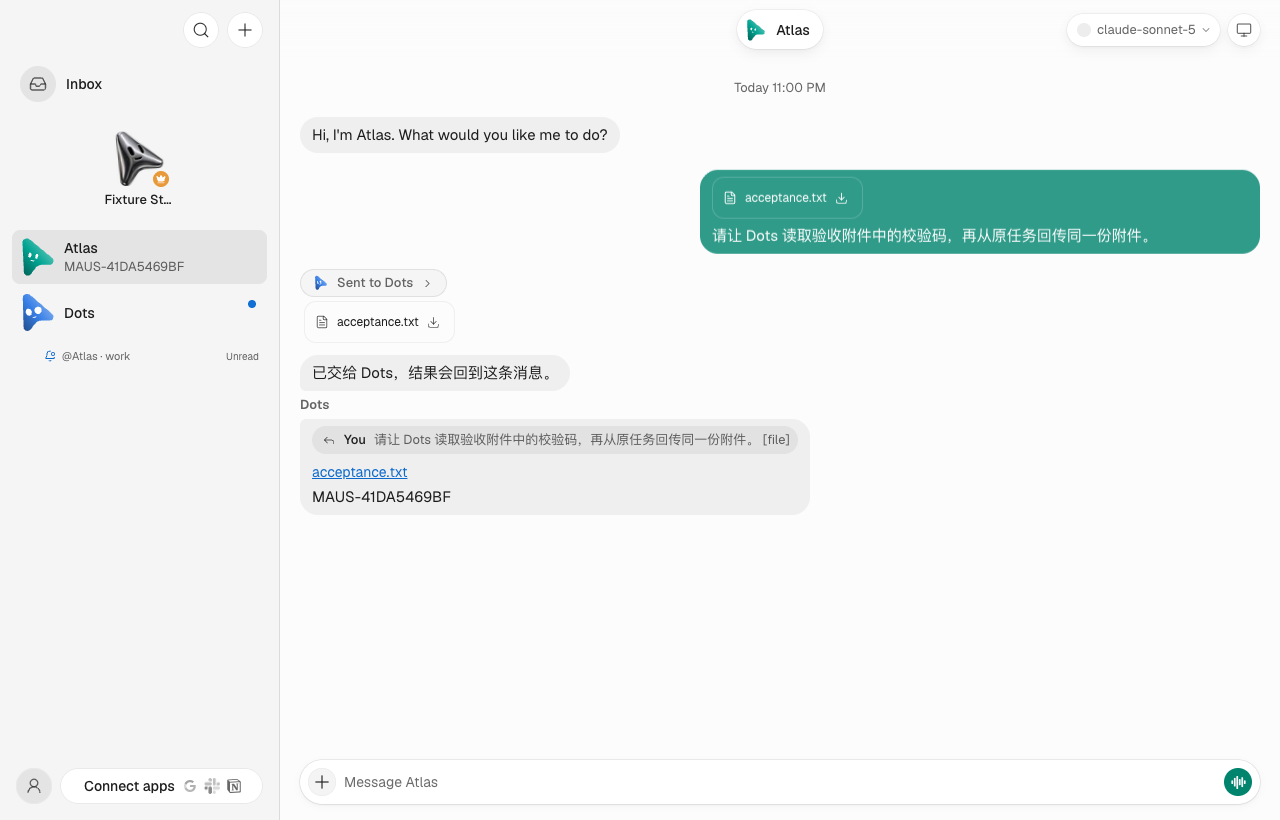 Inbox
Fixture St...
Atlas
MAUS-41DA5469BF
Dots
@Atlas · work
Unread
Connect apps
Atlas
claude-sonnet-5
Today 11:00 PM
Hi, I'm Atlas. What would you like me to do?
acceptance.txt
请让 Dots 读取验收附件中的校验码，再从原任务回传同一份附件。
Sent to Dots
acceptance.txt
已交给 Dots，结果会回到这条消息。
Dots
You 请让 Dots 读取验收附件中的校验码，再从原任务回传同一份附件。 [file]
acceptance.txt
MAUS-41DA5469BF
Message Atlas